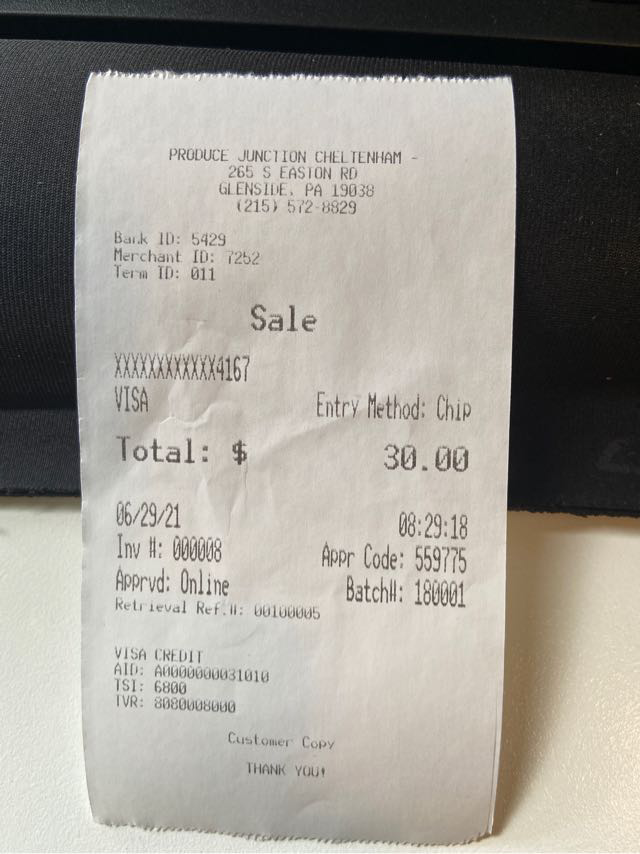 PRODUCE JUNCTION CHELTENHAM -
265 S EASTON RD
GLENSIDE, PA 19038
(215) 572-8829
Bank ID: 5429
Merchant ID: 7252
Term ID: 011
Sale
XXXXXXXXXXXX4167
VISA Entry Method: Chip
Total: $ 30.00
06/29/21 08:29:18
Inv #: 000008 Appr Code: 559775
Apprvd: Online Batch#: 180001
Retrieval Ref.#: 00100005
VISA CREDIT
AID: A0000000031010
TSI: 6800
TVR: 8080008000
Customer Copy
THANK YOU!